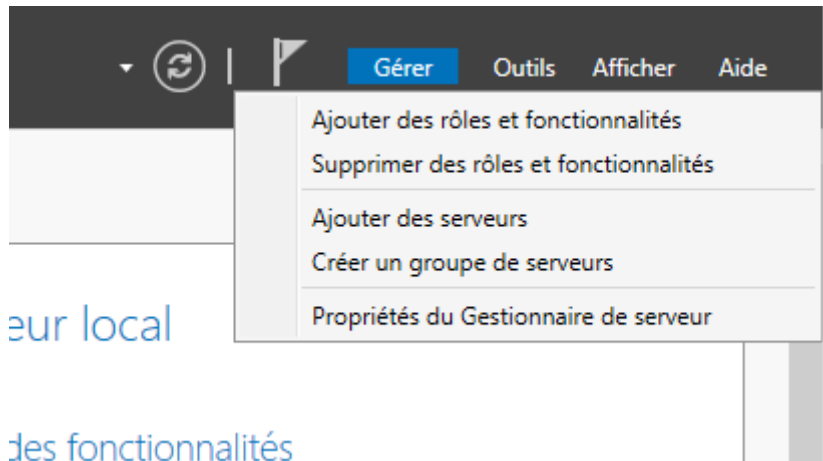 Gérer Outils Afficher Aide
Ajouter des rôles et fonctionnalités
Supprimer des rôles et fonctionnalités
Ajouter des serveurs
Créer un groupe de serveurs
Propriétés du Gestionnaire de serveur
eur local
des fonctionnalités